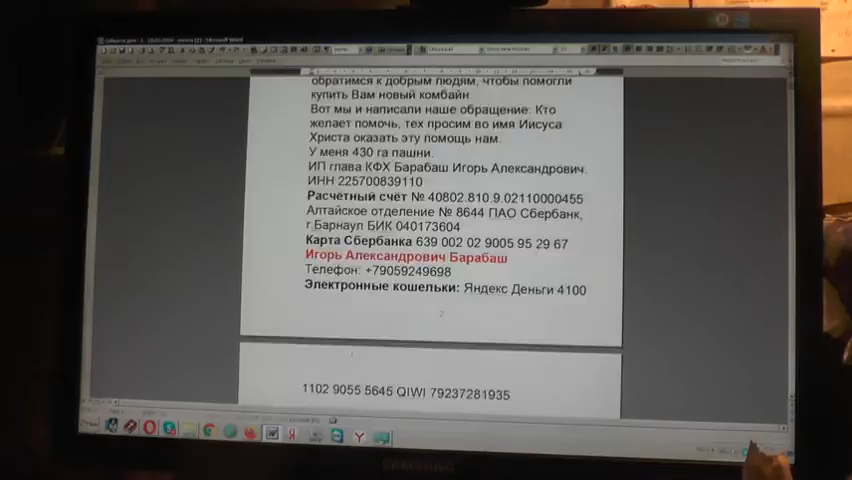 обратимся к добрым людям, чтобы помогли
купить Вам новый комбайн.
Вот мы и написали наше обращение: Кто
желает помочь, тех просим во имя Иисуса
Христа оказать эту помощь нам.
У меня 430 га пашни.
ИП глава КФХ Барабаш Игорь Александрович.
ИНН 225700839110
Расчётный счёт № 40802.810.9.02110000455
Алтайское отделение № 8644 ПАО Сбербанк,
г.Барнаул БИК 040173604
Карта Сбербанка 639 002 02 9005 95 29 67
Игорь Александрович Барабаш
Телефон: +79059249698
Электронные кошельки: Яндекс Деньги 4100
2
1102 9055 5645 QIWI 79237281935
SAMSUNG